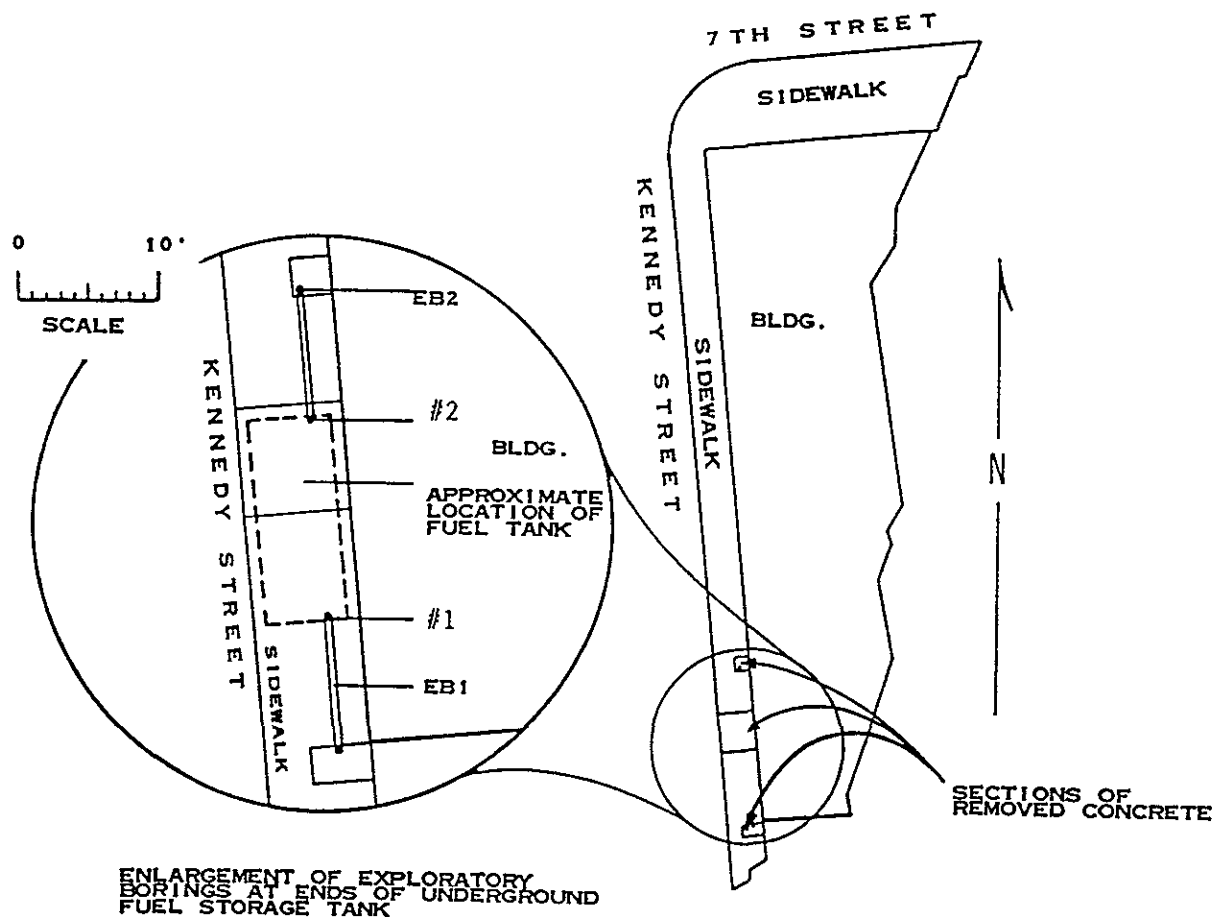 7TH STREET
SIDEWALK
KENNEDY STREET
SIDEWALK
BLDG.
0 10'
SCALE
EB2
#2
KENNEDY STREET
BLDG.
APPROXIMATE
LOCATION OF
FUEL TANK
#1
EB1
SIDEWALK
N
SECTIONS OF
REMOVED CONCRETE
ENLARGEMENT OF EXPLORATORY
BORINGS AT ENDS OF UNDERGROUND
FUEL STORAGE TANK